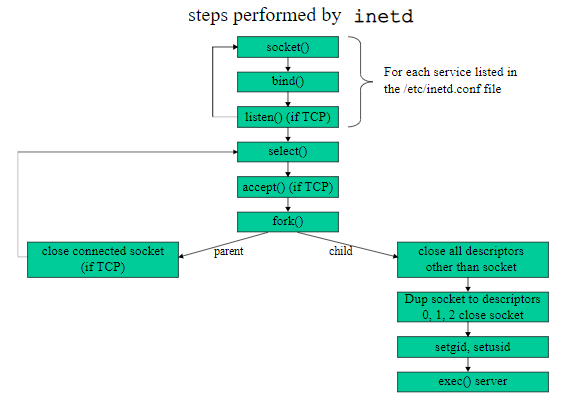 steps performed by inetd
socket()
bind()
For each service listed in
the /etc/inetd.conf file
listen() (if TCP)
select()
accept() (if TCP)
fork()
parent
child
close connected socket
(if TCP)
close all descriptors
other than socket
Dup socket to descriptors
0, 1, 2 close socket
setgid, setusid
exec() server